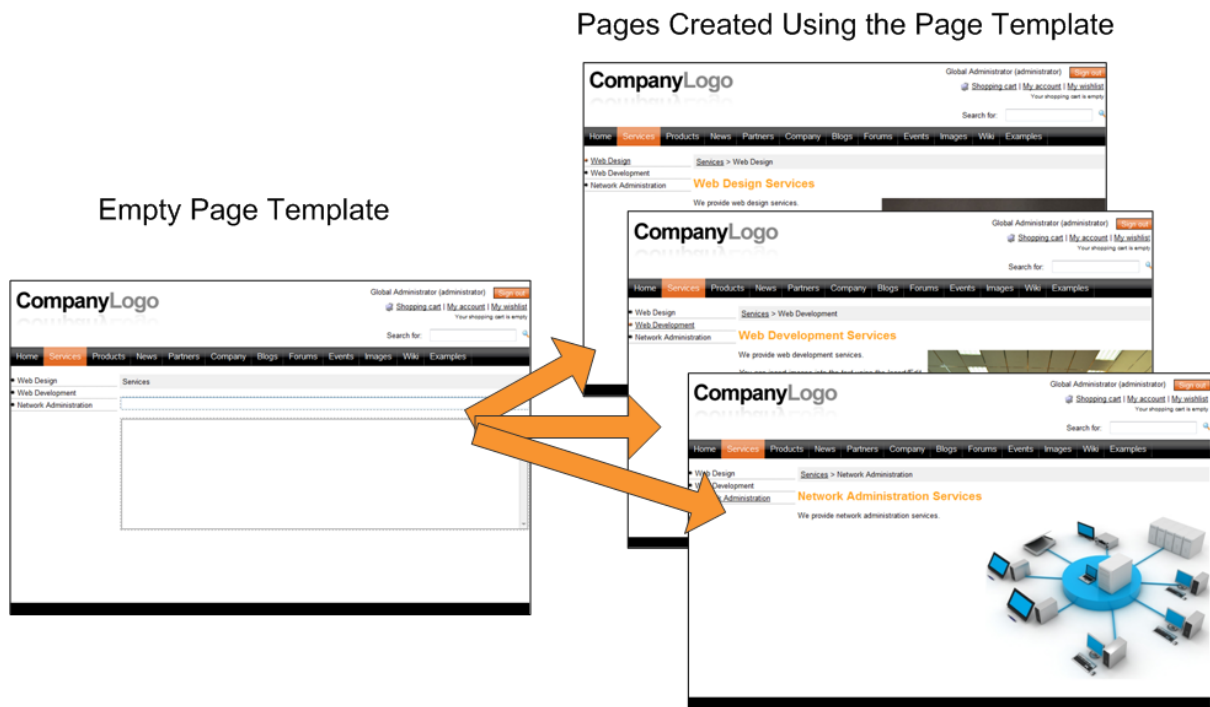 Pages Created Using the Page Template
CompanyLogo
Global Administrator (administrator) Sign out
Shopping cart | My account | My wishlist
Your shopping cart is empty
Search for:
Home Services Products News Partners Company Blogs Forums Events Images Wiki Examples
Web Design
Services > Web Design
Web Development
Network Administration
Web Design Services
We provide web design services.
Empty Page Template
CompanyLogo
Global Administrator (administrator) Sign out
Shopping cart | My account | My wishlist
Your shopping cart is empty
Search for:
Home Services Products News Partners Company Blogs Forums Events Images Wiki Examples
Web Design
Services
Web Development
Network Administration
CompanyLogo
Global Administrator (administrator) Sign out
Shopping cart | My account | My wishlist
Your shopping cart is empty
Search for:
Home Services Products News Partners Company Blogs Forums Events Images Wiki Examples
Web Design
Services > Web Development
Web Development
Network Administration
Web Development Services
We provide web development services.
CompanyLogo
Global Administrator (administrator) Sign out
Shopping cart | My account | My wishlist
Your shopping cart is empty
Search for:
Home Services Products News Partners Company Blogs Forums Events Images Wiki Examples
Web Design
Services > Network Administration
Development
Administration
Network Administration Services
We provide network administration services.